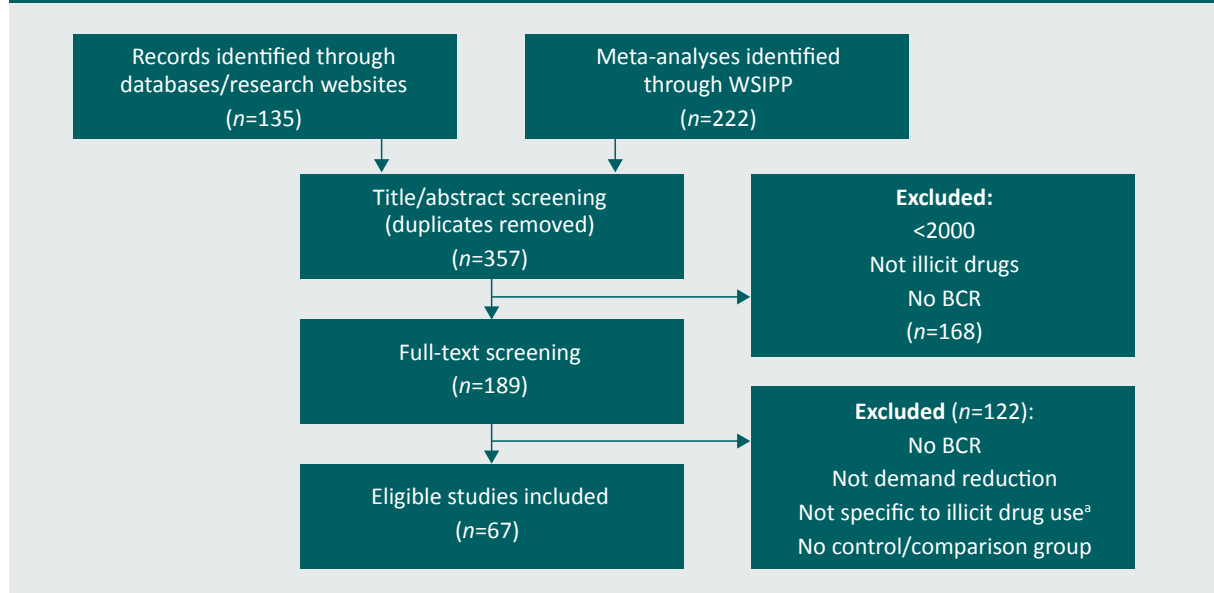 Records identified through
databases/research websites
(n=135)
Meta-analyses identified
through WSIPP
(n=222)
Title/abstract screening
(duplicates removed)
(n=357)
Excluded:
<2000
Not illicit drugs
No BCR
(n=168)
Full-text screening
(n=189)
Excluded (n=122):
No BCR
Not demand reduction
Not specific to illicit drug useᵃ
No control/comparison group
Eligible studies included
(n=67)